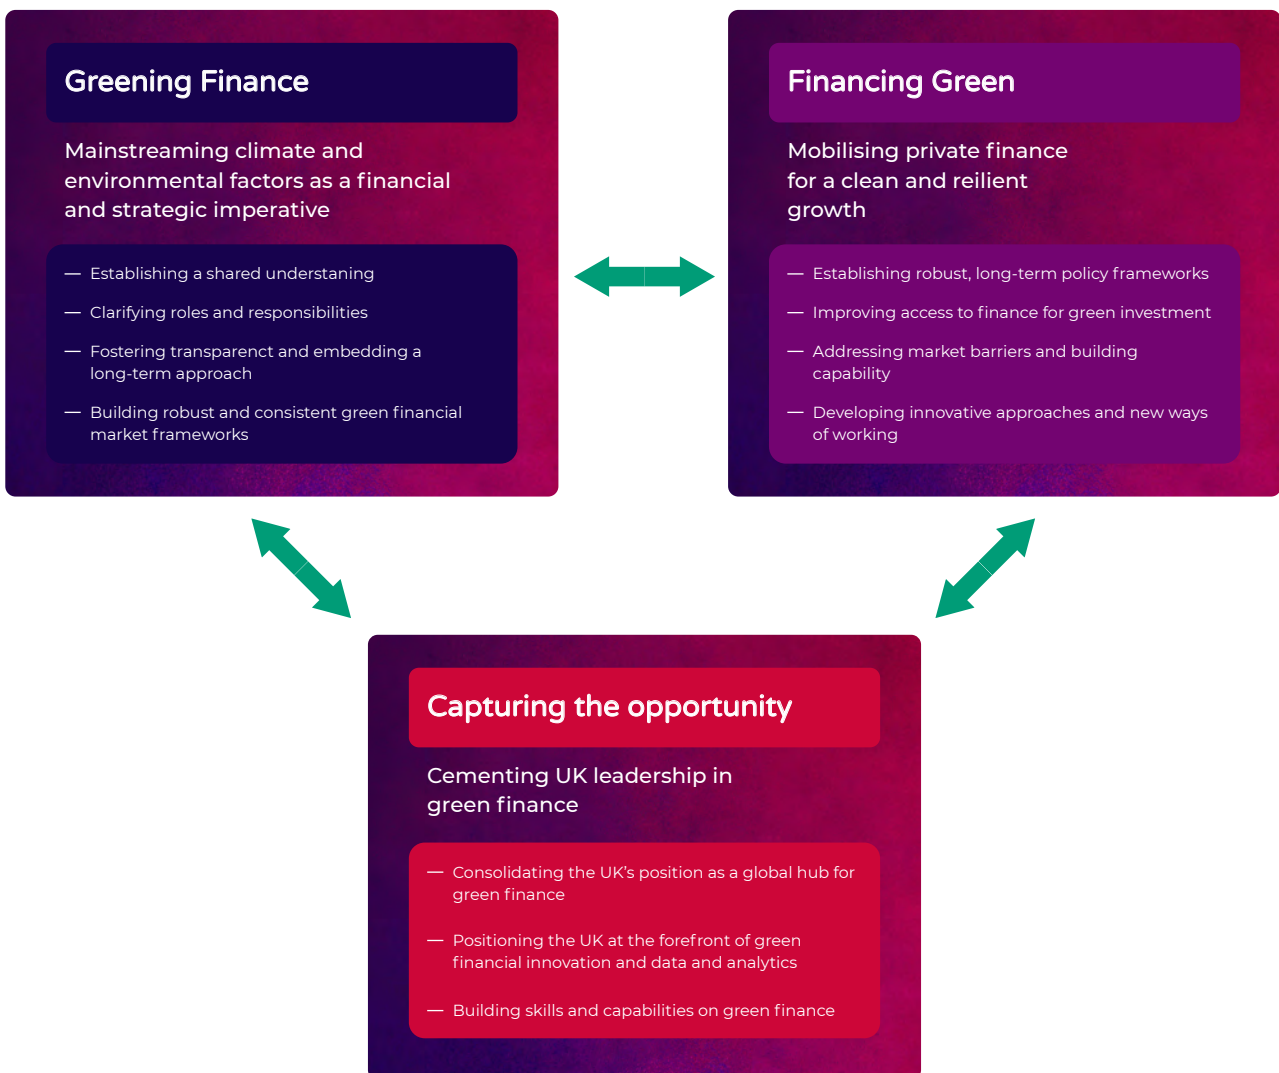 Greening Finance
Mainstreaming climate and
environmental factors as a financial
and strategic imperative
— Establishing a shared understaning
— Clarifying roles and responsibilities
— Fostering transparenct and embedding a
long-term approach
— Building robust and consistent green financial
market frameworks
Financing Green
Mobilising private finance
for a clean and reilient
growth
— Establishing robust, long-term policy frameworks
— Improving access to finance for green investment
— Addressing market barriers and building
capability
— Developing innovative approaches and new ways
of working
Capturing the opportunity
Cementing UK leadership in
green finance
— Consolidating the UK’s position as a global hub for
green finance
— Positioning the UK at the forefront of green
financial innovation and data and analytics
— Building skills and capabilities on green finance